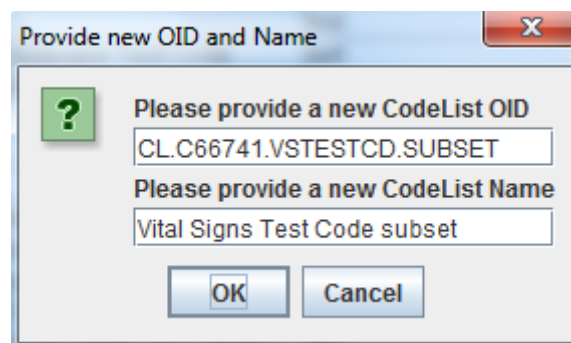 Provide new OID and Name
Please provide a new CodeList OID
CL.C66741.VSTESTCD.SUBSET
Please provide a new CodeList Name
Vital Signs Test Code subset
OK Cancel